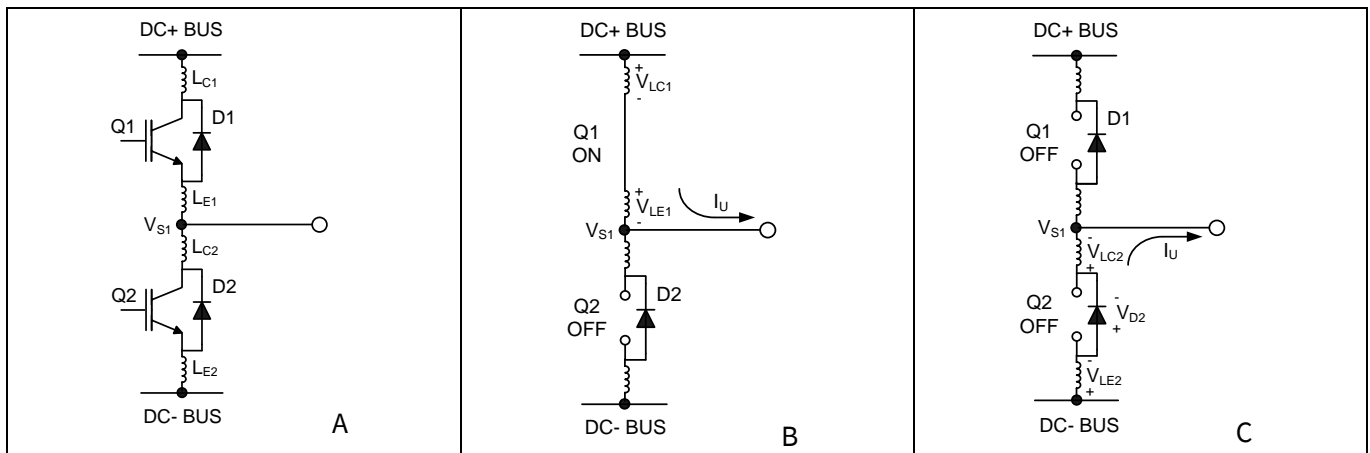 DC+ BUS
LC1
Q1
D1
LE1
VS1
LC2
Q2
D2
LE2
DC- BUS
A
DC+ BUS
+
VLC1
-
Q1
ON
+
VLE1
-
IU
VS1
Q2
OFF
D2
DC- BUS
B
DC+ BUS
Q1
OFF
D1
VS1
-
VLC2
+
IU
Q2
OFF
-
VD2
+
-
VLE2
+
DC- BUS
C